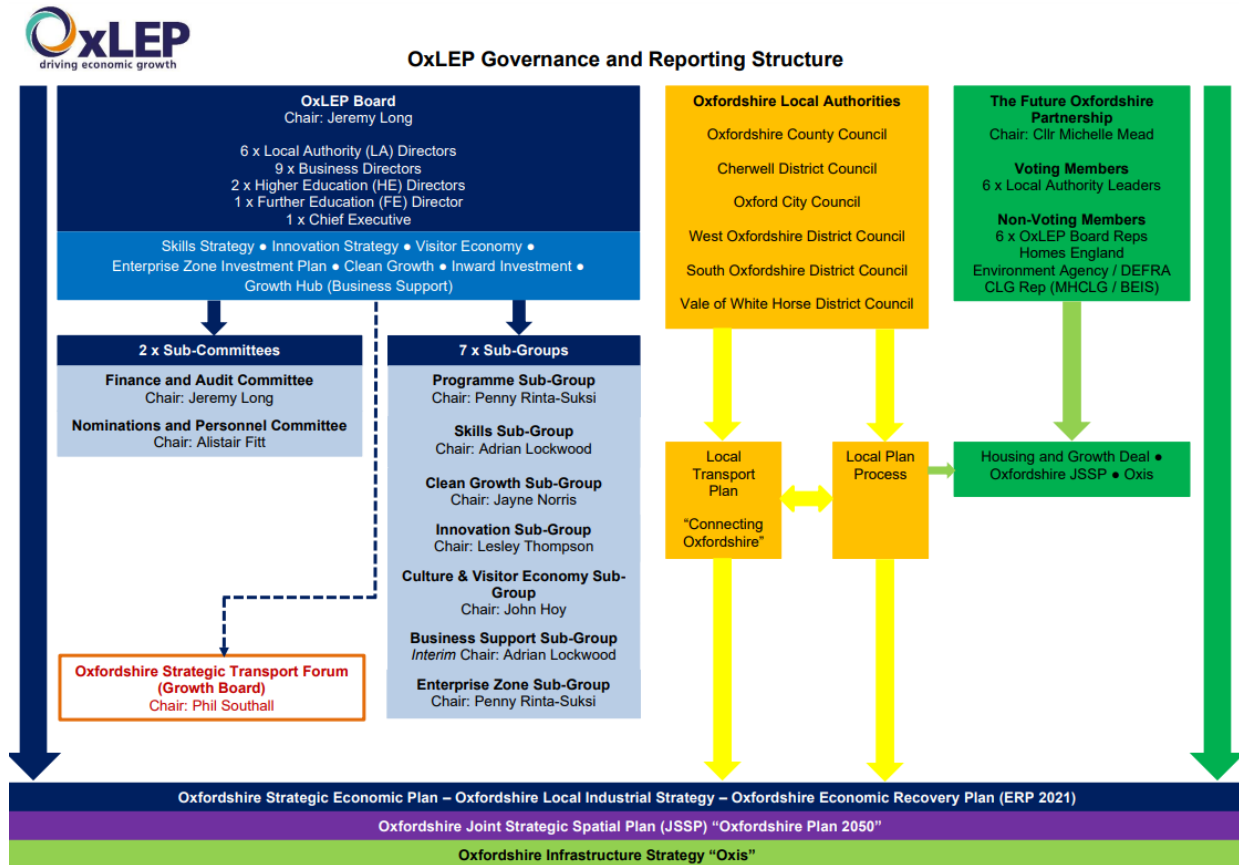 OxLEP
driving economic growth
OxLEP Governance and Reporting Structure
OxLEP Board
Chair: Jeremy Long
6 x Local Authority (LA) Directors
9 x Business Directors
2 x Higher Education (HE) Directors
1 x Further Education (FE) Director
1 x Chief Executive
Skills Strategy ● Innovation Strategy ● Visitor Economy ●
Enterprise Zone Investment Plan ● Clean Growth ● Inward Investment ●
Growth Hub (Business Support)
2 x Sub-Committees
Finance and Audit Committee
Chair: Jeremy Long
Nominations and Personnel Committee
Chair: Alistair Fitt
7 x Sub-Groups
Programme Sub-Group
Chair: Penny Rinta-Suksi
Skills Sub-Group
Chair: Adrian Lockwood
Clean Growth Sub-Group
Chair: Jayne Norris
Innovation Sub-Group
Chair: Lesley Thompson
Culture & Visitor Economy Sub-
Group
Chair: John Hoy
Business Support Sub-Group
Interim Chair: Adrian Lockwood
Enterprise Zone Sub-Group
Chair: Penny Rinta-Suksi
Oxfordshire Strategic Transport Forum
(Growth Board)
Chair: Phil Southall
Oxfordshire Local Authorities
Oxfordshire County Council
Cherwell District Council
Oxford City Council
West Oxfordshire District Council
South Oxfordshire District Council
Vale of White Horse District Council
Local
Transport
Plan
“Connecting
Oxfordshire”
Local Plan
Process
The Future Oxfordshire
Partnership
Chair: Cllr Michelle Mead
Voting Members
6 x Local Authority Leaders
Non-Voting Members
6 x OxLEP Board Reps
Homes England
Environment Agency / DEFRA
CLG Rep (MHCLG / BEIS)
Housing and Growth Deal ●
Oxfordshire JSSP ● Oxis
Oxfordshire Strategic Economic Plan – Oxfordshire Local Industrial Strategy – Oxfordshire Economic Recovery Plan (ERP 2021)
Oxfordshire Joint Strategic Spatial Plan (JSSP) “Oxfordshire Plan 2050”
Oxfordshire Infrastructure Strategy “Oxis”